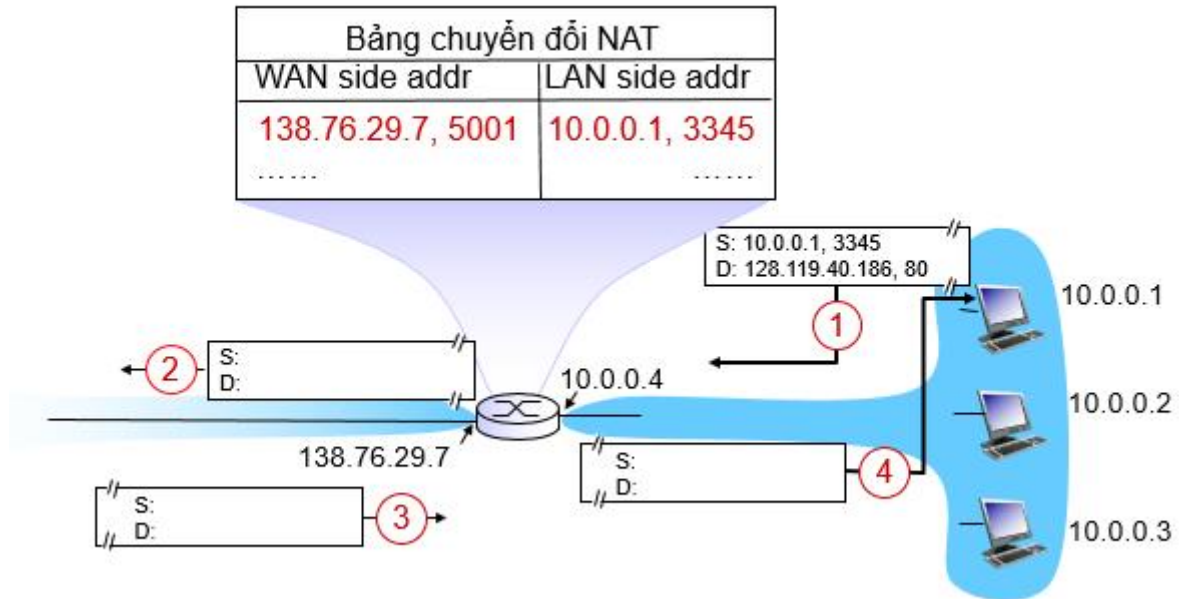 Bảng chuyển đổi NAT
WAN side addr LAN side addr
138.76.29.7, 5001 10.0.0.1, 3345
...... ......
S: 10.0.0.1, 3345
D: 128.119.40.186, 80
1
10.0.0.1
2
S:
D:
10.0.0.4
10.0.0.2
138.76.29.7
S:
D:
4
S:
D:
3
10.0.0.3